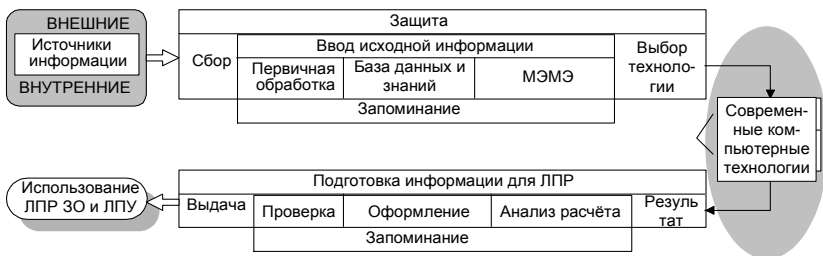 ВНЕШНИЕ
Источники
информации
ВНУТРЕННИЕ
Защита
Сбор
Ввод исходной информации
Первичная
обработка
База данных и
знаний
МЭМЭ
Запоминание
Выбор
техноло-
гии
Современ-
ные ком-
пьютерные
технологии
Использование
ЛПР ЗО и ЛПУ
Подготовка информации для ЛПР
Выдача
Проверка
Оформление
Анализ расчёта
Резуль
тат
Запоминание